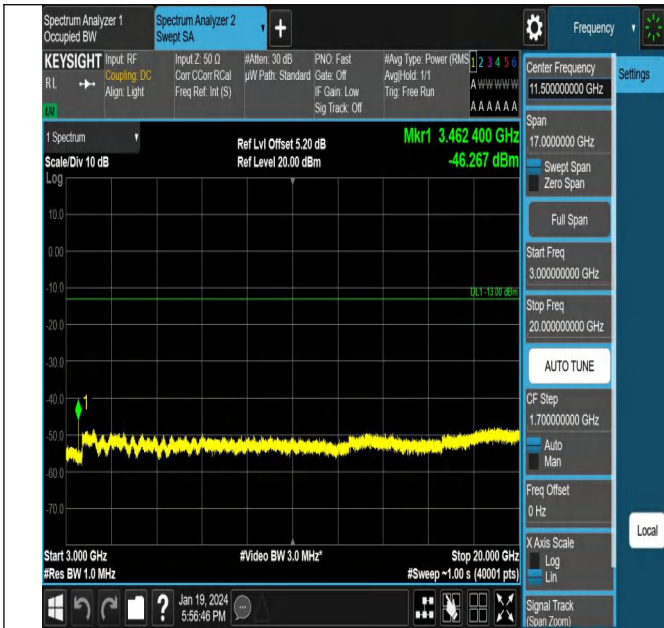 Spectrum Analyzer 1
Occupied BW
Spectrum Analyzer 2
Swept SA
Frequency
KEYSIGHT
RL
LXI
Input: RF
Coupling: DC
Align: Light
Input Z: 50 Ω
Corr CCorr RCal
Freq Ref: Int (S)
#Atten: 30 dB
µW Path: Standard
PNO: Fast
Gate: Off
IF Gain: Low
Sig Track: Off
#Avg Type: Power (RMS
Avg|Hold: 1/1
Trig: Free Run
1 2 3 4 5 6
A W W W W W
A A A A A A
1 Spectrum
Scale/Div 10 dB
Ref Lvl Offset 5.20 dB
Ref Level 20.00 dBm
Mkr1 3.462 400 GHz
-46.267 dBm
Log
10.0
0.00
-10.0
-20.0
-30.0
-40.0
-50.0
-60.0
-70.0
DL1 -13.00 dBm
1
Start 3.000 GHz
#Res BW 1.0 MHz
#Video BW 3.0 MHz*
Stop 20.000 GHz
#Sweep ~1.00 s (40001 pts)
Center Frequency
11.500000000 GHz
Settings
Span
17.0000000 GHz
Swept Span
Zero Span
Full Span
Start Freq
3.000000000 GHz
Stop Freq
20.000000000 GHz
AUTO TUNE
CF Step
1.700000000 GHz
Auto
Man
Freq Offset
0 Hz
X Axis Scale
Log
Lin
Local
Signal Track
(Span Zoom)
Jan 19, 2024
5:56:46 PM